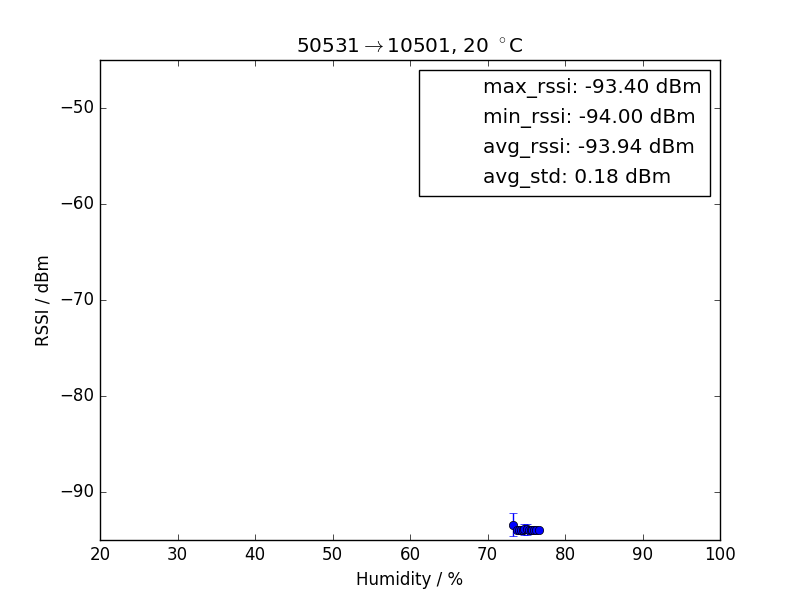 50531→10501, 20 °C
max_rssi: -93.40 dBm
min_rssi: -94.00 dBm
avg_rssi: -93.94 dBm
avg_std: 0.18 dBm
RSSI / dBm
−50
−60
−70
−80
−90
20 30 40 50 60 70 80 90 100
Humidity / %